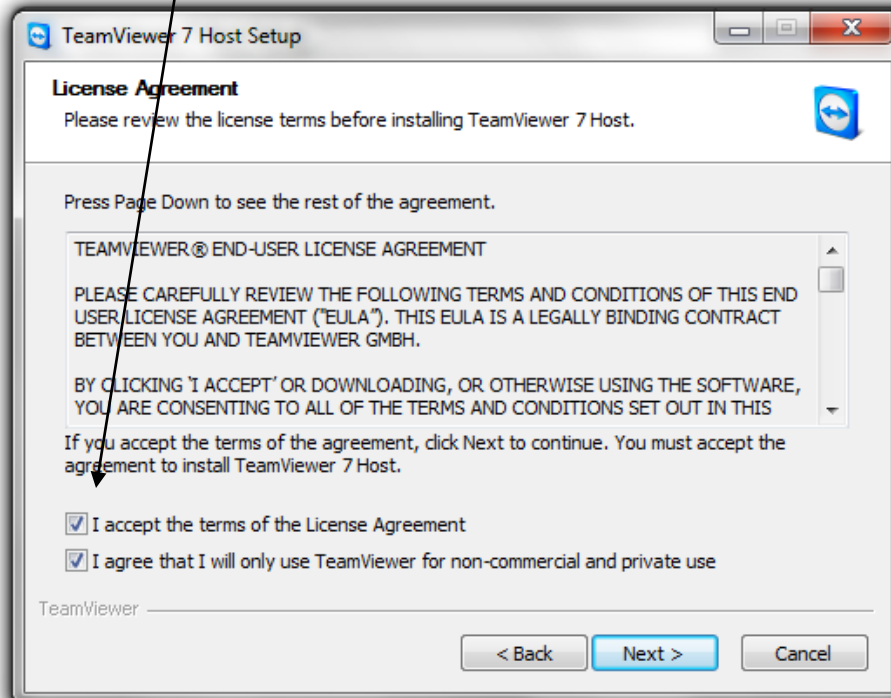 TeamViewer 7 Host Setup
License Agreement
Please review the license terms before installing TeamViewer 7 Host.
Press Page Down to see the rest of the agreement.
TEAMVIEWER® END-USER LICENSE AGREEMENT
PLEASE CAREFULLY REVIEW THE FOLLOWING TERMS AND CONDITIONS OF THIS END
USER LICENSE AGREEMENT ("EULA"). THIS EULA IS A LEGALLY BINDING CONTRACT
BETWEEN YOU AND TEAMVIEWER GMBH.
BY CLICKING 'I ACCEPT' OR DOWNLOADING, OR OTHERWISE USING THE SOFTWARE,
YOU ARE CONSENTING TO ALL OF THE TERMS AND CONDITIONS SET OUT IN THIS
If you accept the terms of the agreement, click Next to continue. You must accept the
agreement to install TeamViewer 7 Host.
I accept the terms of the License Agreement
I agree that I will only use TeamViewer for non-commercial and private use
TeamViewer
< Back Next > Cancel